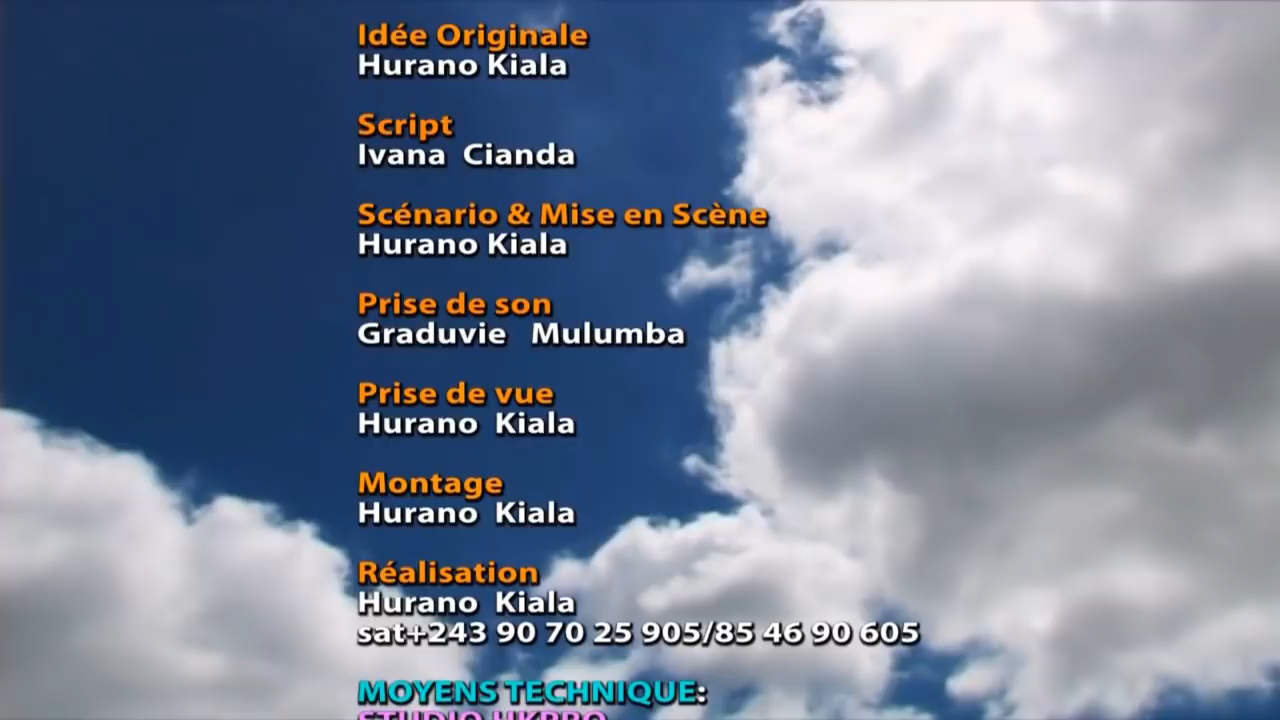 Idée Originale
Hurano Kiala
Script
Ivana Cianda
Scénario & Mise en Scène
Hurano Kiala
Prise de son
Graduvie Mulumba
Prise de vue
Hurano Kiala
Montage
Hurano Kiala
Réalisation
Hurano Kiala
sat+243 90 70 25 905/85 46 90 605
MOYENS TECHNIQUE:
STUDIO HKPRO